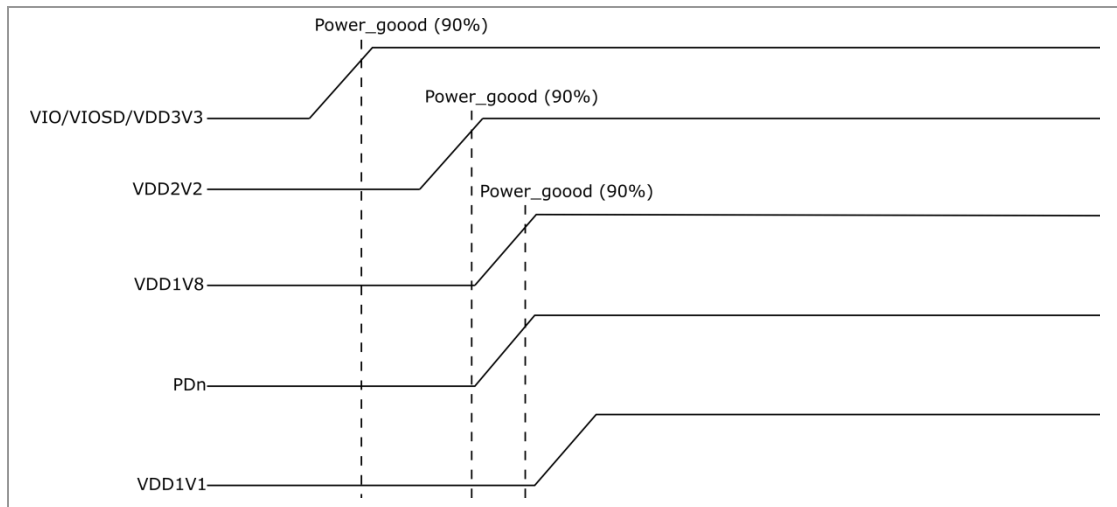 Power_goood (90%)
VIO/VIOSD/VDD3V3
Power_goood (90%)
VDD2V2
Power_goood (90%)
VDD1V8
PDn
VDD1V1